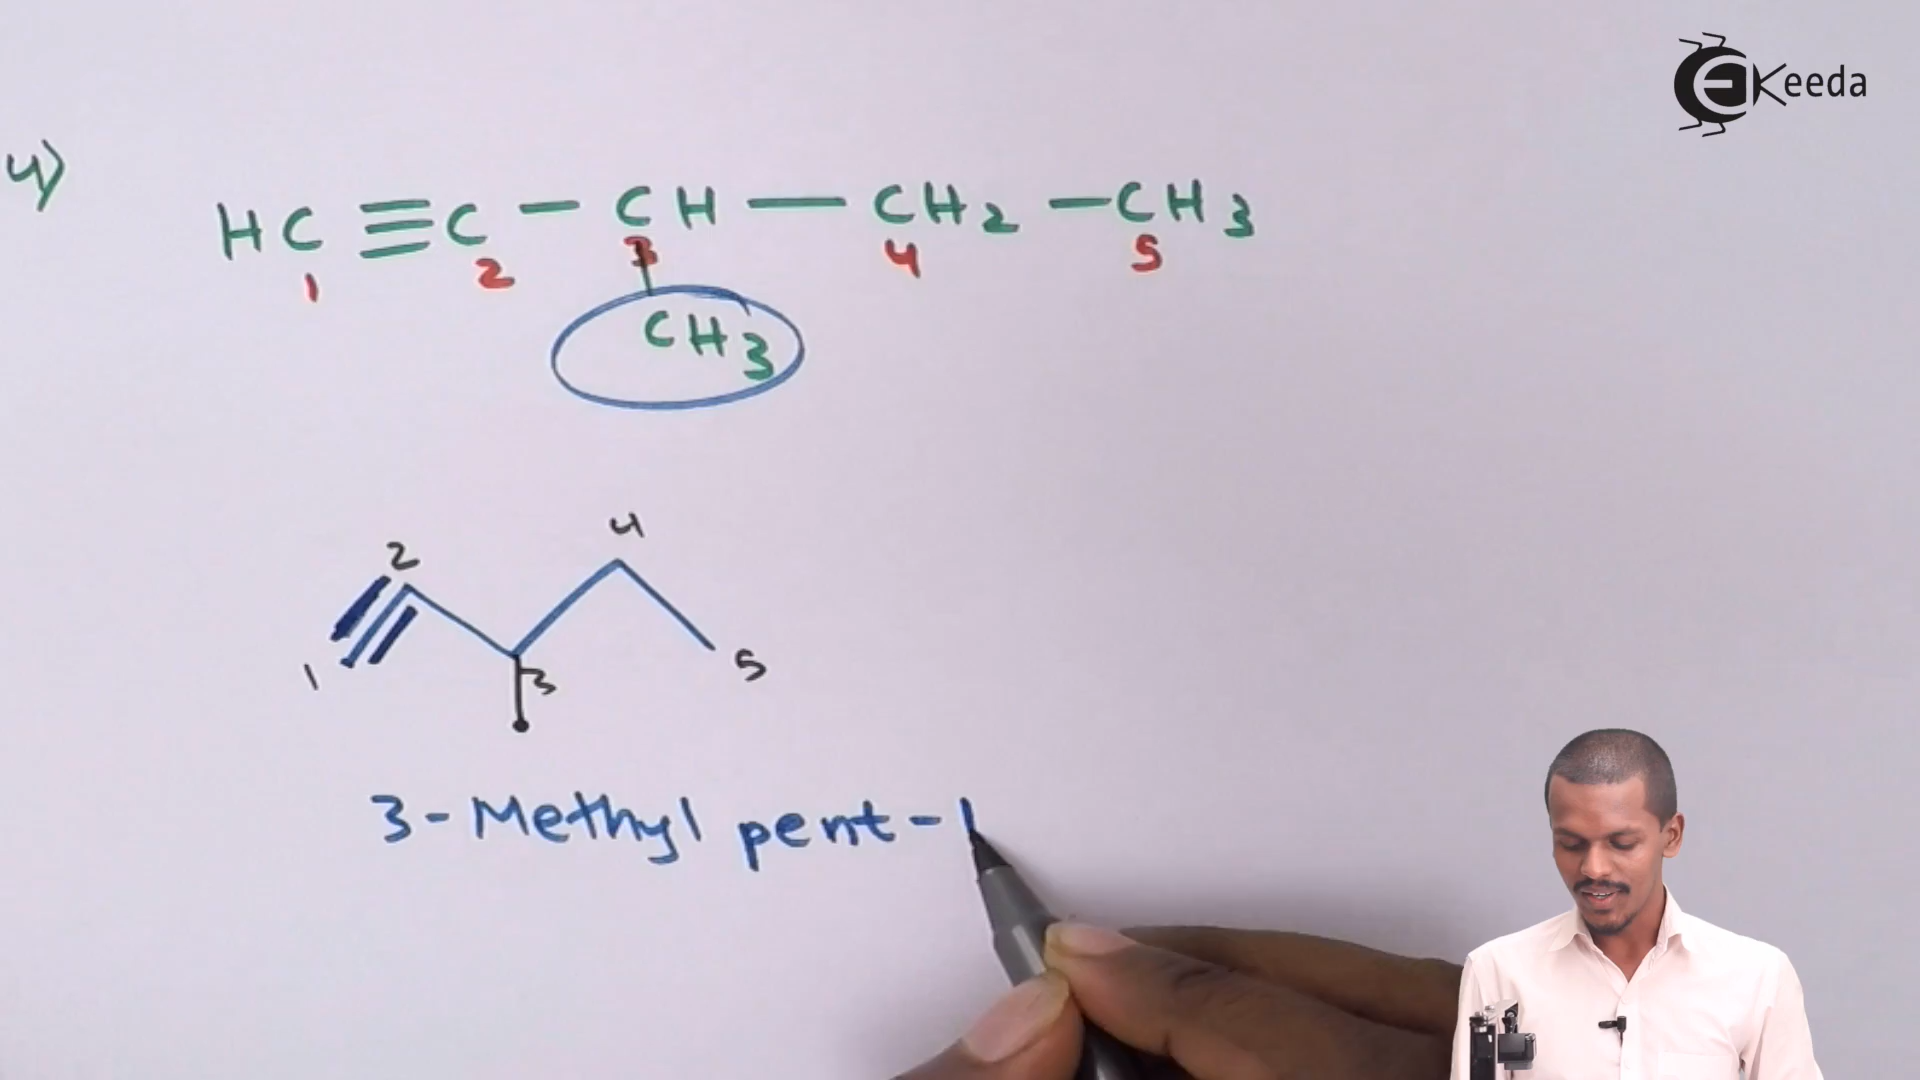 EKeeda
4)
HC ≡ C - CH - CH2 - CH3
1 2 3 4 5
CH3
4
2
1 3 5
3-Methyl pent-1